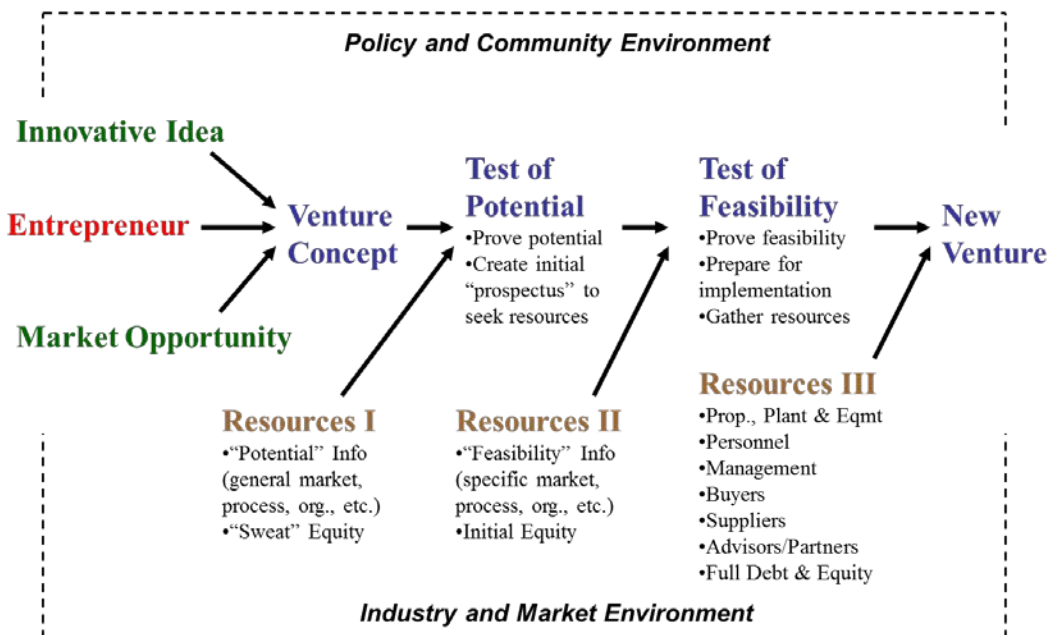 Policy and Community Environment
Innovative Idea
Entrepreneur
Market Opportunity
Venture
Concept
Test of
Potential
•Prove potential
•Create initial
“prospectus” to
seek resources
Test of
Feasibility
•Prove feasibility
•Prepare for
implementation
•Gather resources
New
Venture
Resources I
•“Potential” Info
(general market,
process, org., etc.)
•“Sweat” Equity
Resources II
•“Feasibility” Info
(specific market,
process, org., etc.)
•Initial Equity
Resources III
•Prop., Plant & Eqmt
•Personnel
•Management
•Buyers
•Suppliers
•Advisors/Partners
•Full Debt & Equity
Industry and Market Environment